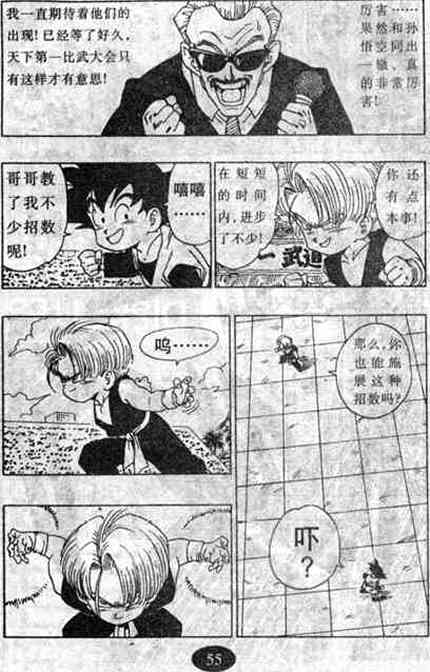 厉害……
果然和孙
悟空同出
一辙，真
的非常厉
害!
我一直期待着他们的
出现!已经等了好久，
天下第一比武大会只
有这样才有意思!
你还
有点
本事!
在短短
的时间
内,进步
了不少!
一武道
嘻嘻
……
哥哥教
了我不
少招数
呢!
那么,你
也能施
展这种
招数吗?
吓
?
呜……
55